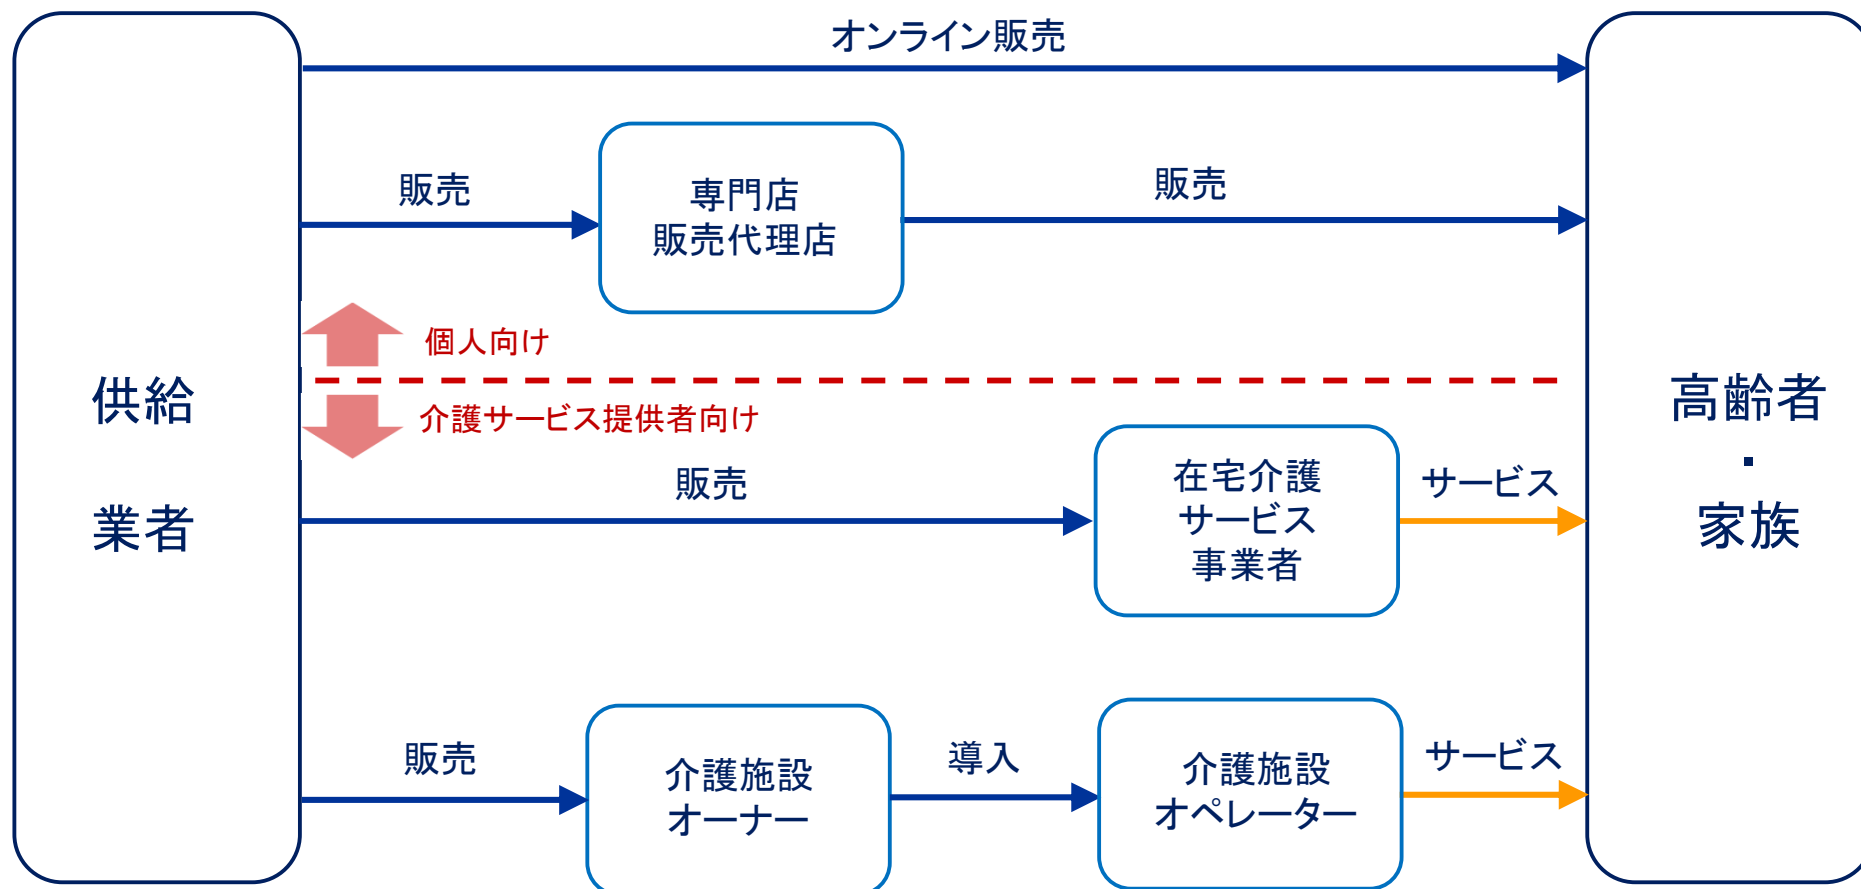 オンライン販売
販売
専門店
販売代理店
販売
個人向け
供給
業者
介護サービス提供者向け
高齢者
・
家族
販売
在宅介護
サービス
事業者
サービス
販売
介護施設
オーナー
導入
介護施設
オペレーター
サービス